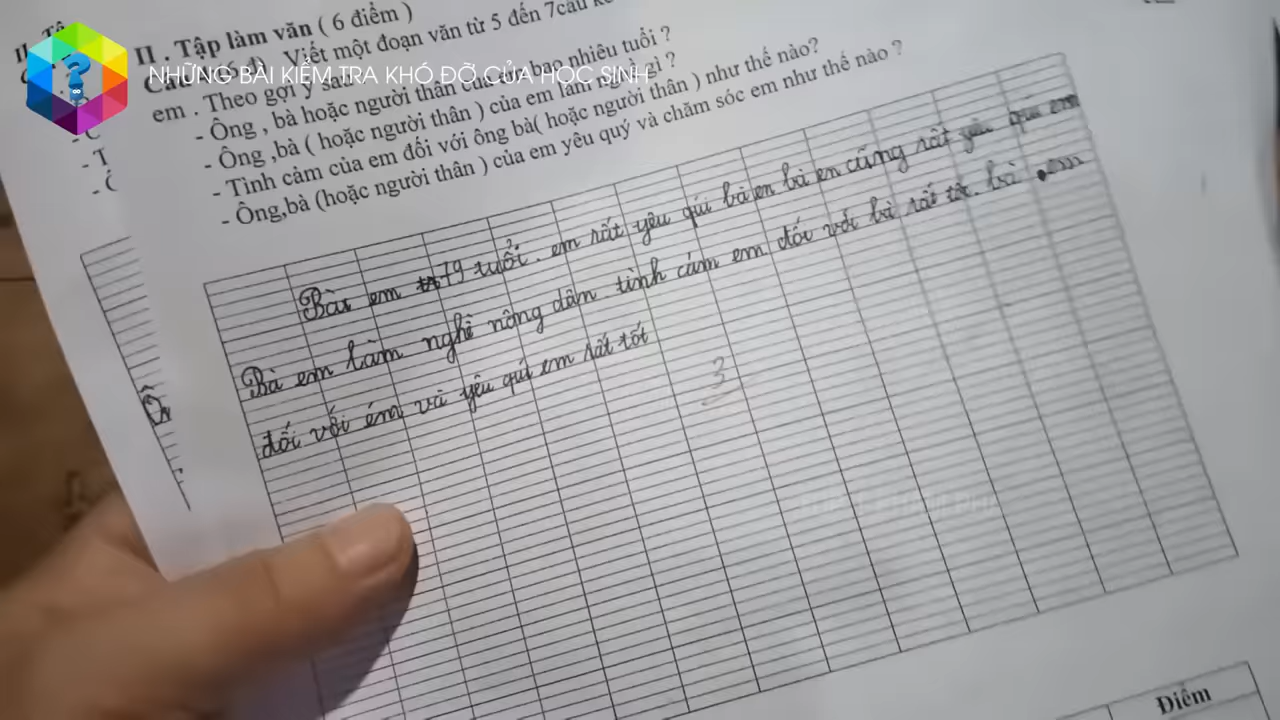 II . Tập làm văn ( 6 điểm )
Viết một đoạn văn từ 5 đến 7câu
NHỮNG BÀI KIỂM TRA KHÓ ĐỠ CỦA HỌC SINH
em . Theo gợi ý sau
- Ông , bà hoặc người thân của em bao nhiêu tuổi ?
- Ông ,bà ( hoặc người thân ) của em làm nghề gì ?
- Tình cảm của em đối với ông bà( hoặc người thân ) như thế nào?
- Ông,bà (hoặc người thân ) của em yêu quý và chăm sóc em như thế nào ?
Bà em 79 tuổi. em rất yêu quí bà en bà en cũng rất yêu quí em
Bà em làm nghề nông dân. tình cảm em đối với bà rất tốt. bà em
đối với em và yêu quí em rất tốt
3
Điểm